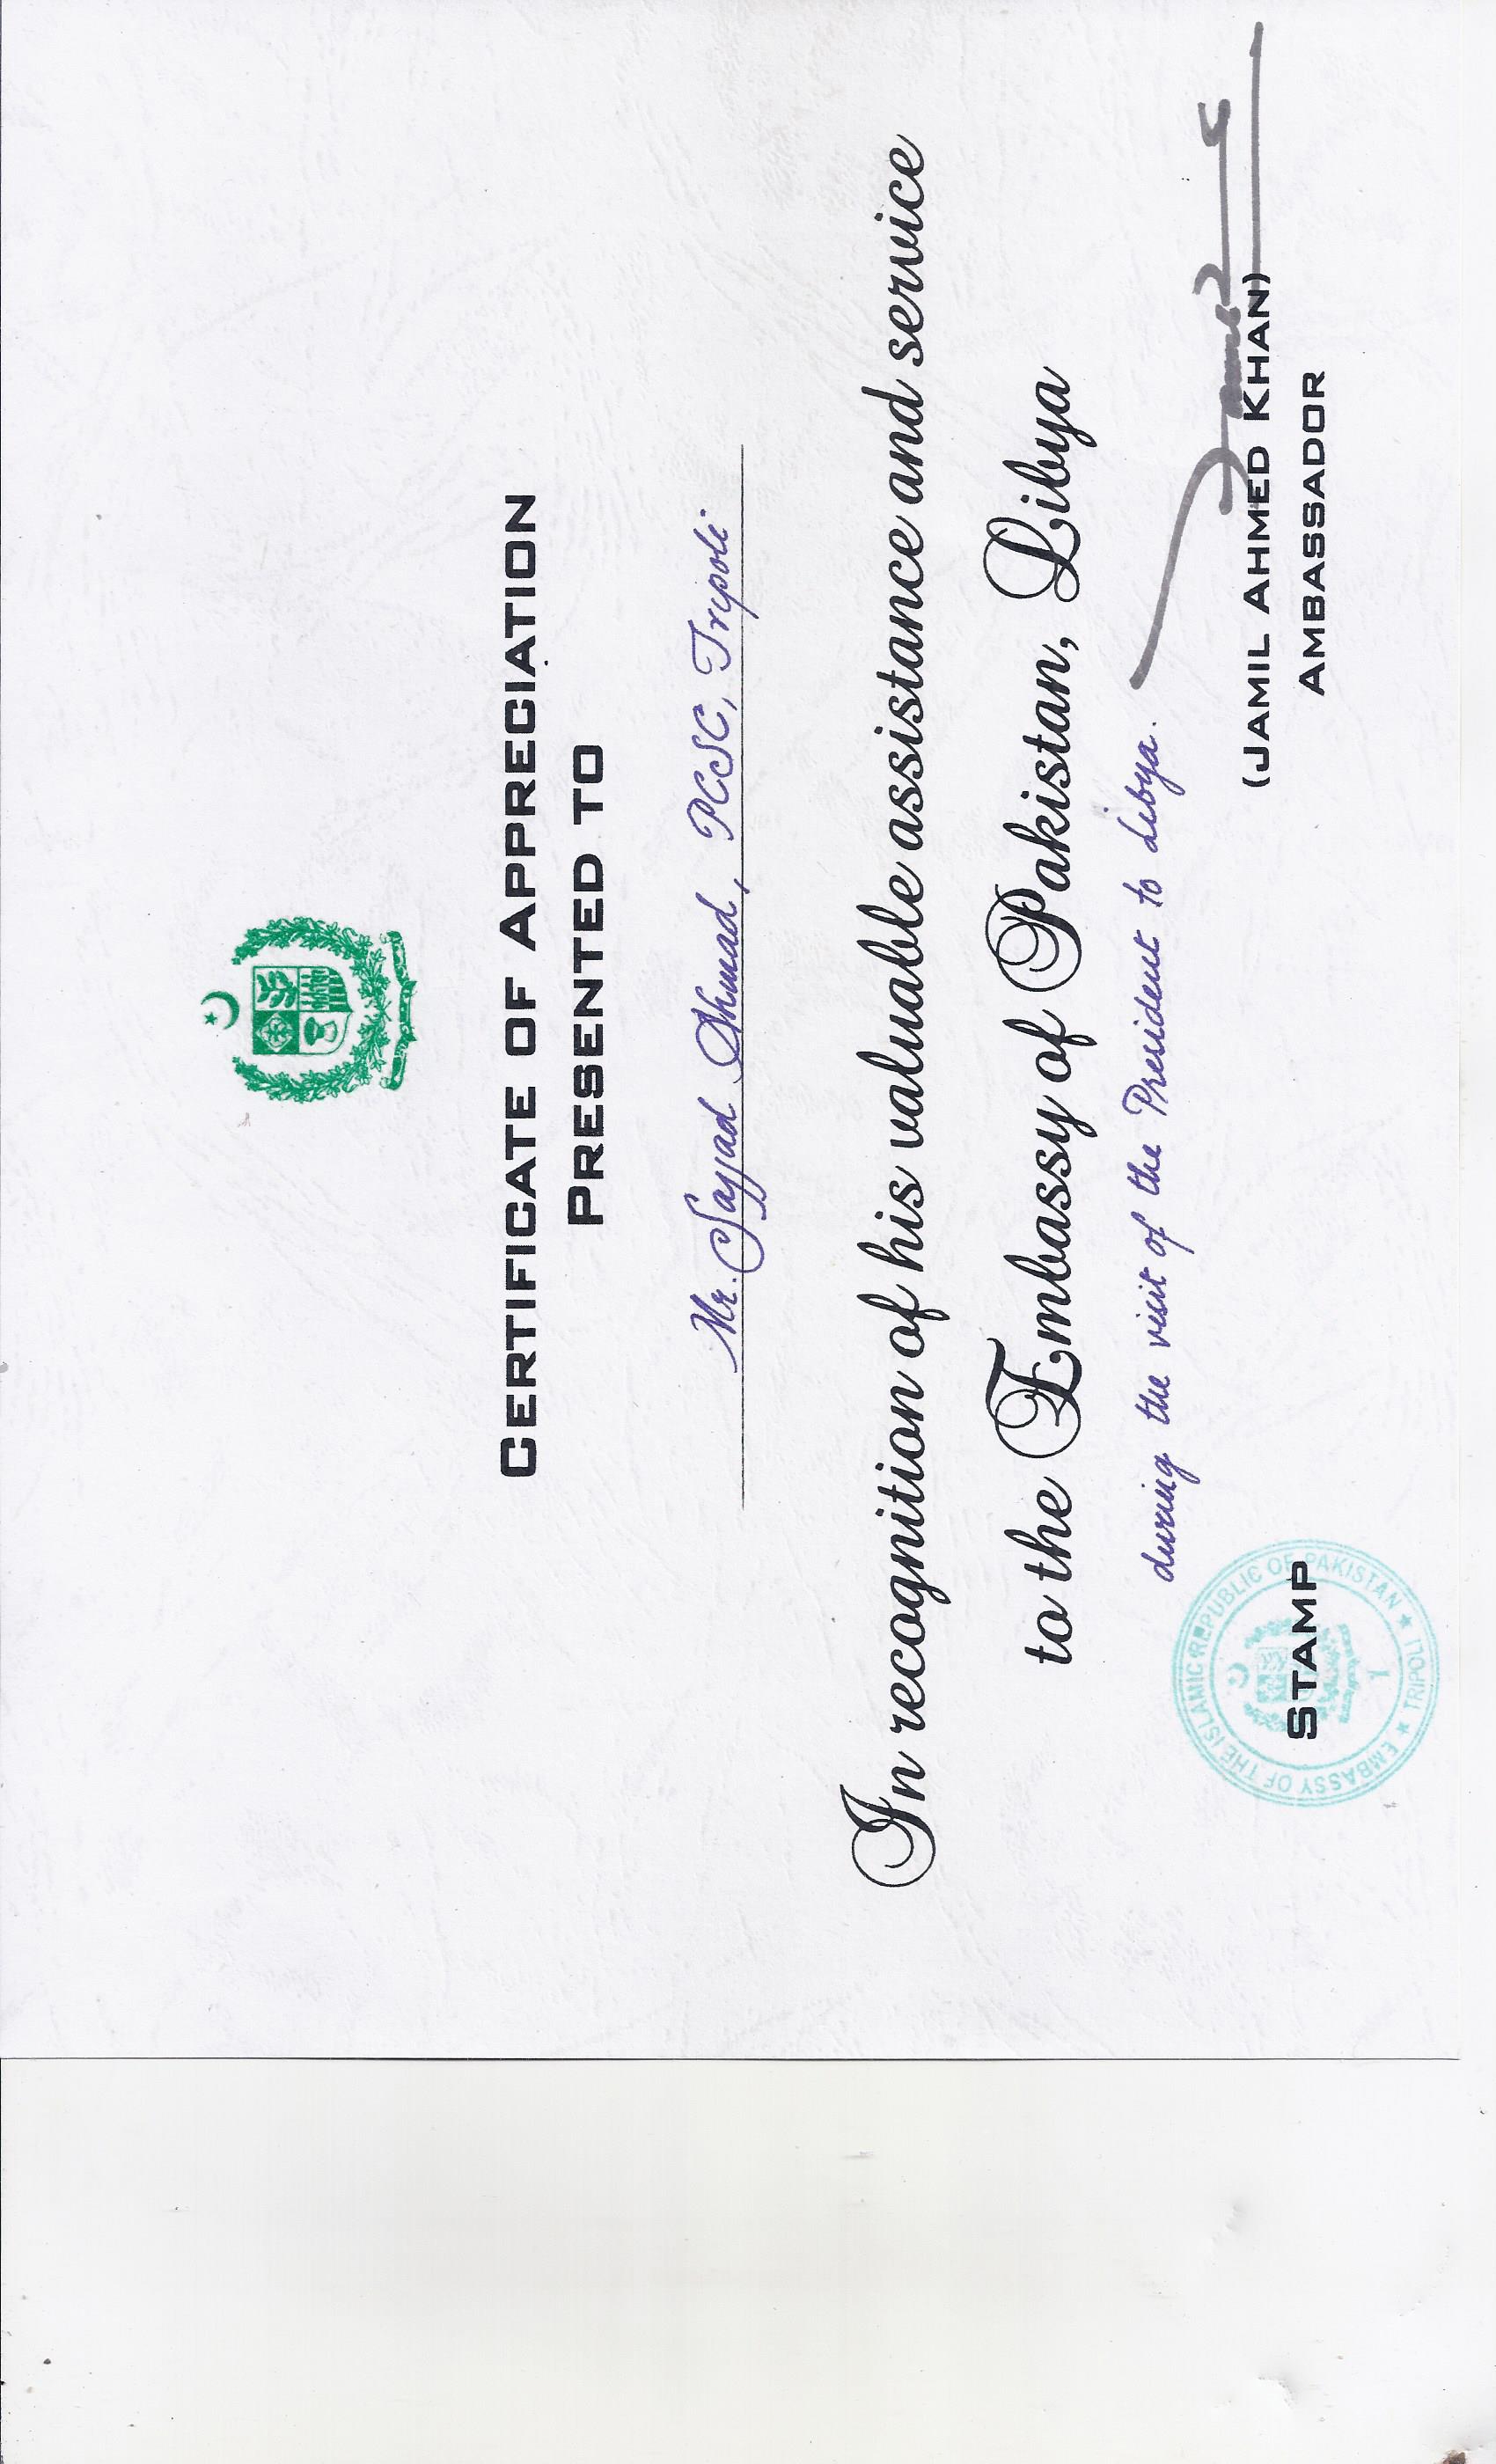 CERTIFICATE OF APPRECIATION
PRESENTED TO
Mr. Sajjad Ahmad, PCSC, Tripoli
In recognition of his valuable assistance and service
to the Embassy of Pakistan, Libya
during the visit of the President to Libya.
(JAMIL AHMED KHAN)
AMBASSADOR
STAMP
EMBASSY OF THE ISLAMIC REPUBLIC OF PAKISTAN ★ TRIPOLI ★